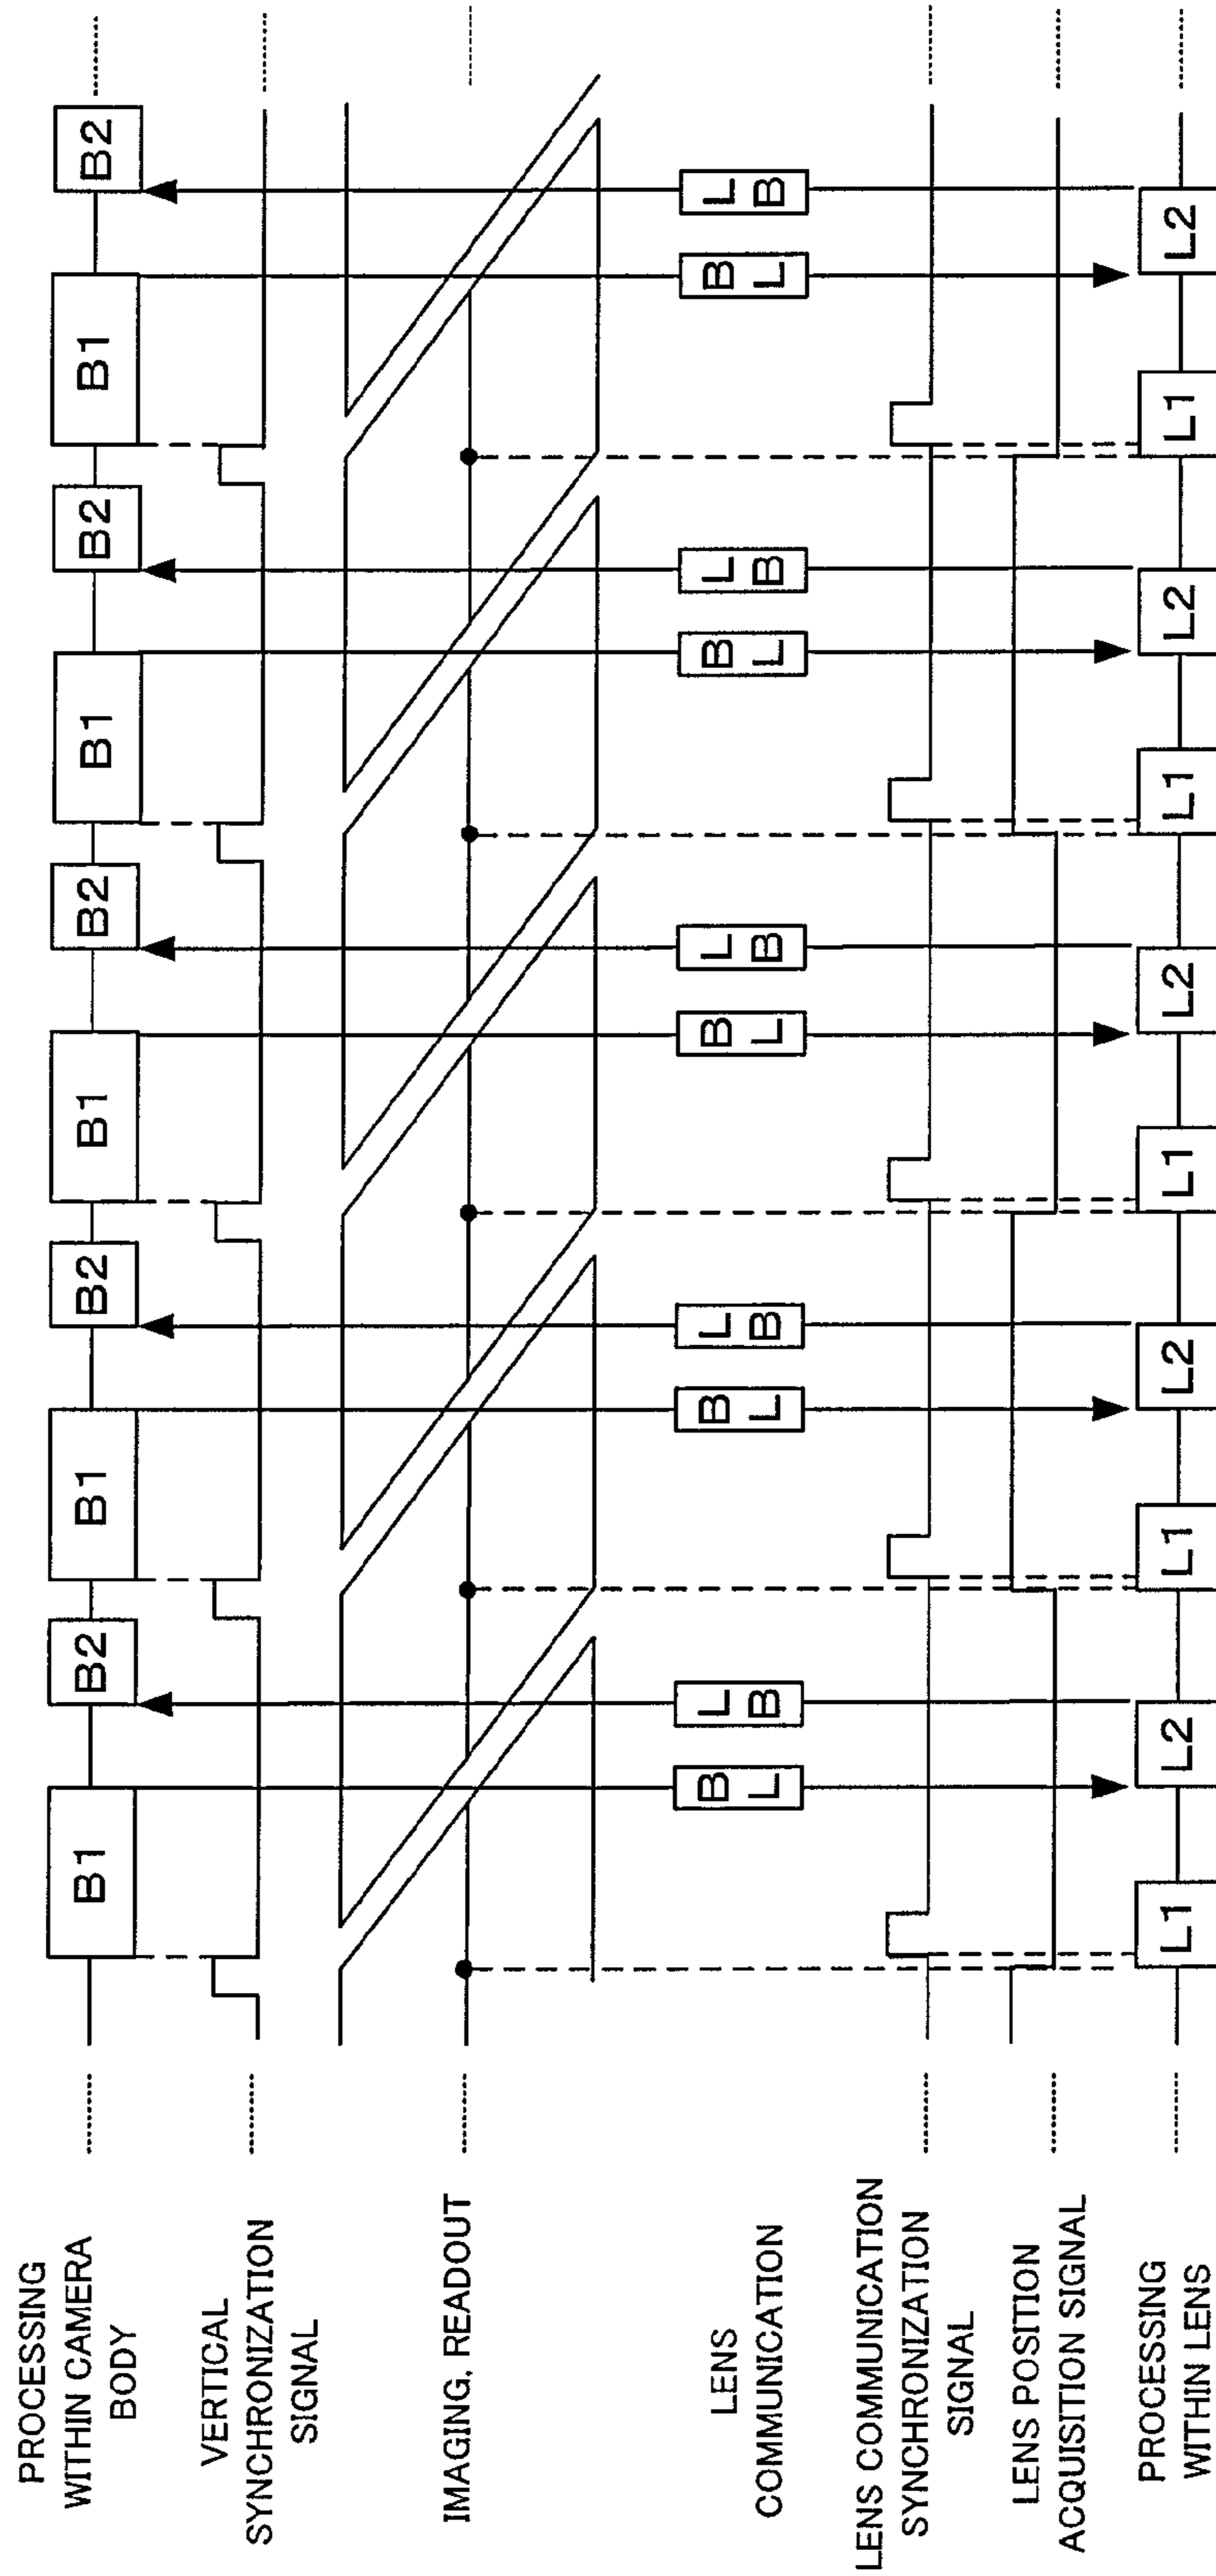 PROCESSING
WITHIN CAMERA
BODY
B1
B2
B1
B2
B1
B2
B1
B2
B1
B2
VERTICAL
SYNCHRONIZATION
SIGNAL
IMAGING, READOUT
LENS
COMMUNICATION
B
L
L
B
B
L
L
B
B
L
L
B
B
L
L
B
B
L
L
B
LENS COMMUNICATION
SYNCHRONIZATION
SIGNAL
LENS POSITION
ACQUISITION SIGNAL
PROCESSING
WITHIN LENS
L1
L2
L1
L2
L1
L2
L1
L2
L1
L2